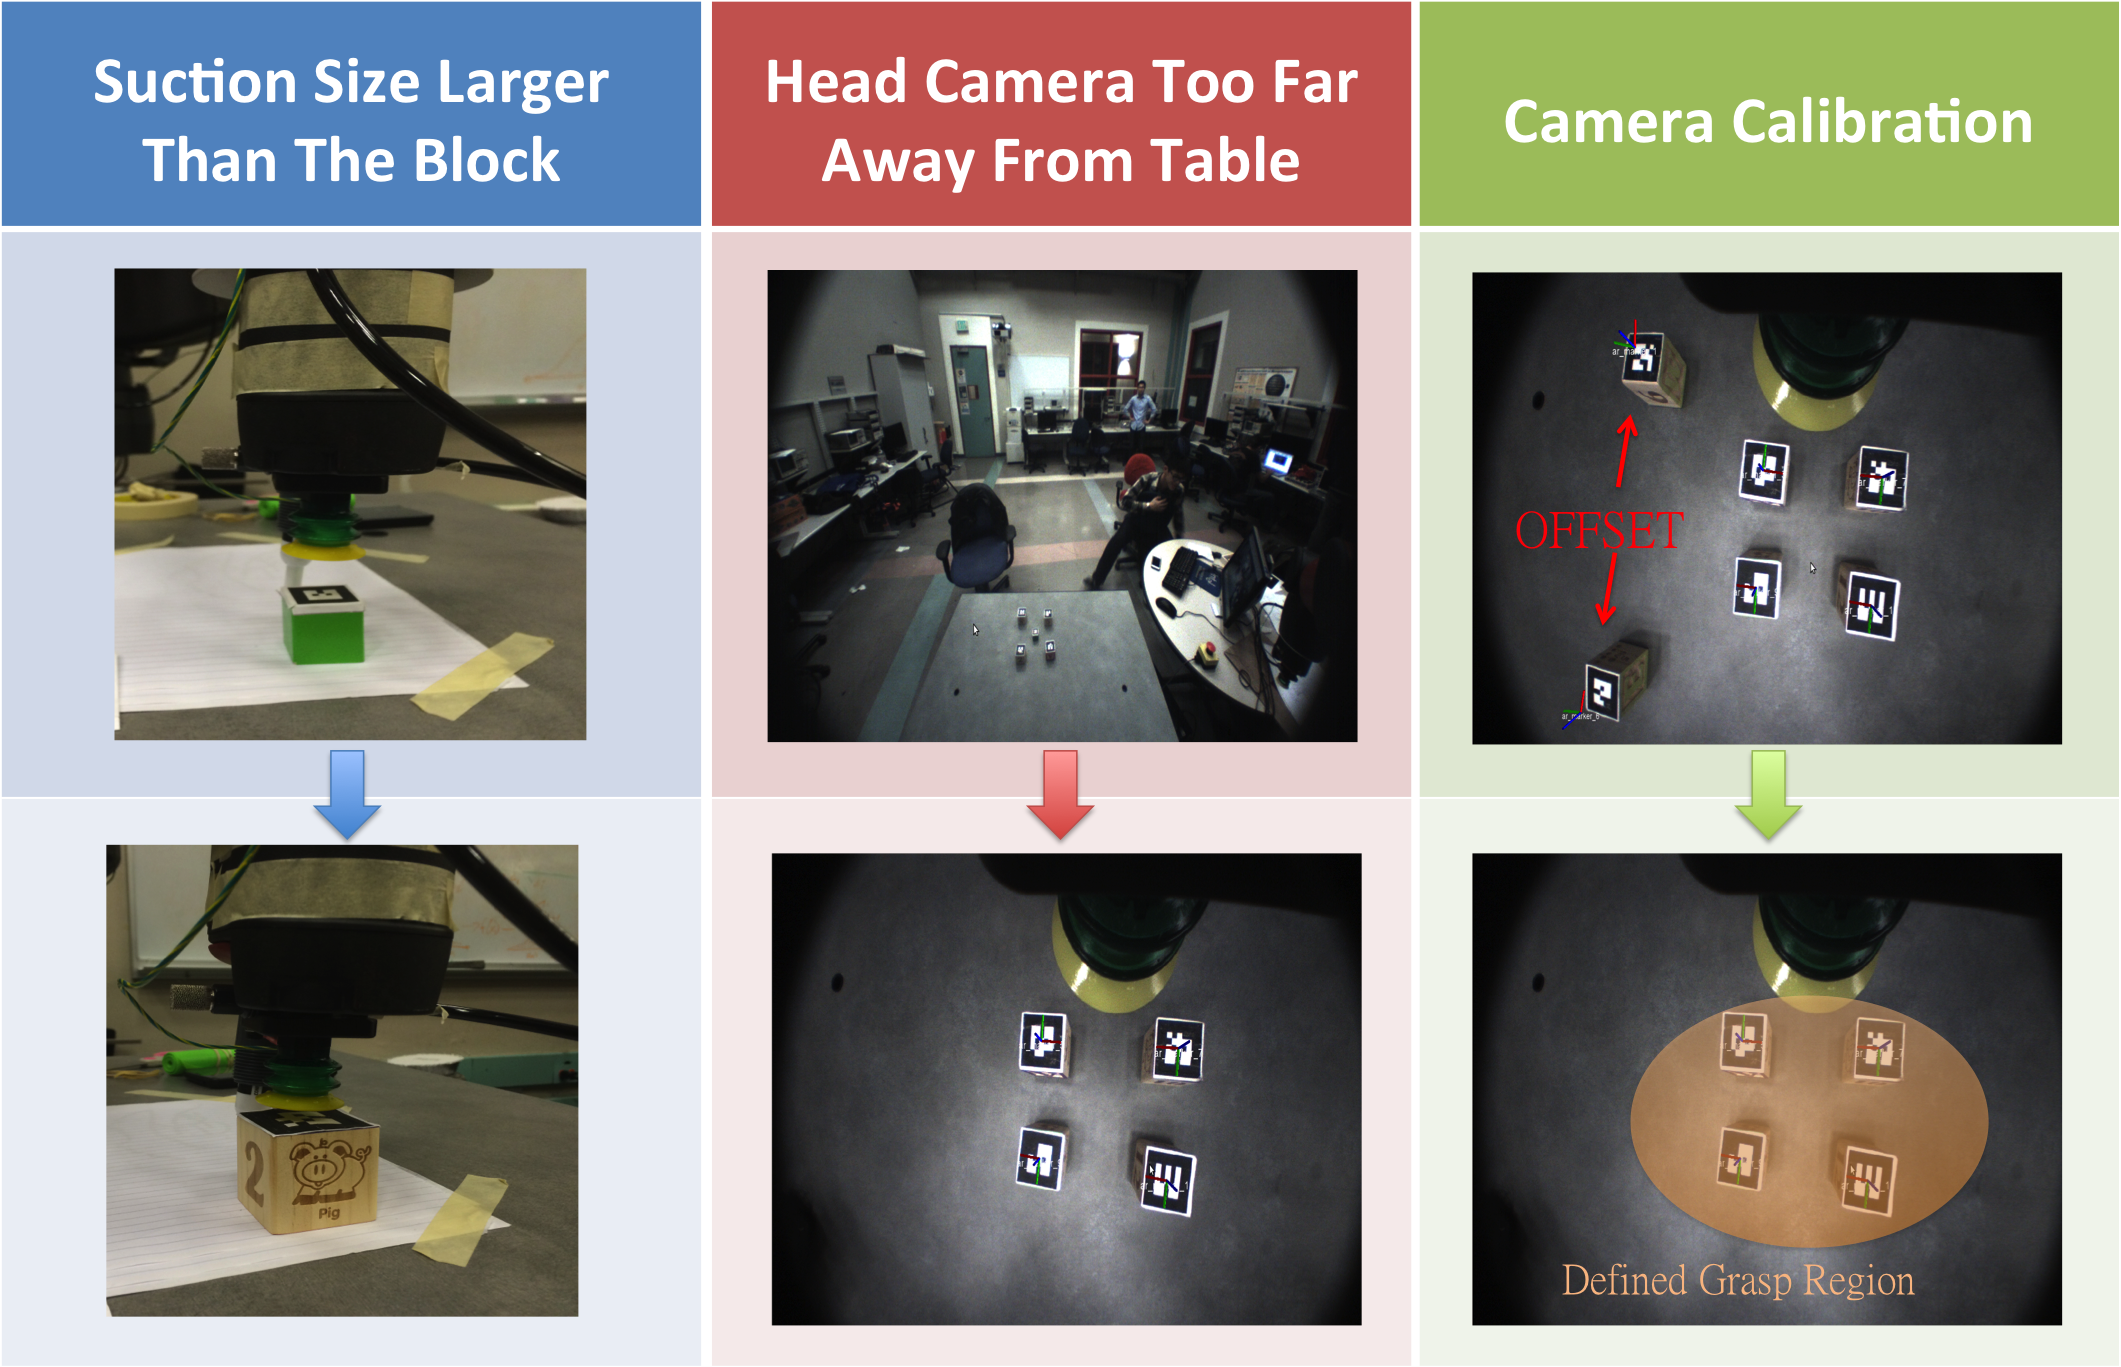 Suction Size Larger
Than The Block
Head Camera Too Far
Away From Table
Camera Calibration
OFFSET
ar_marker_6
2
Pig
Defined Grasp Region